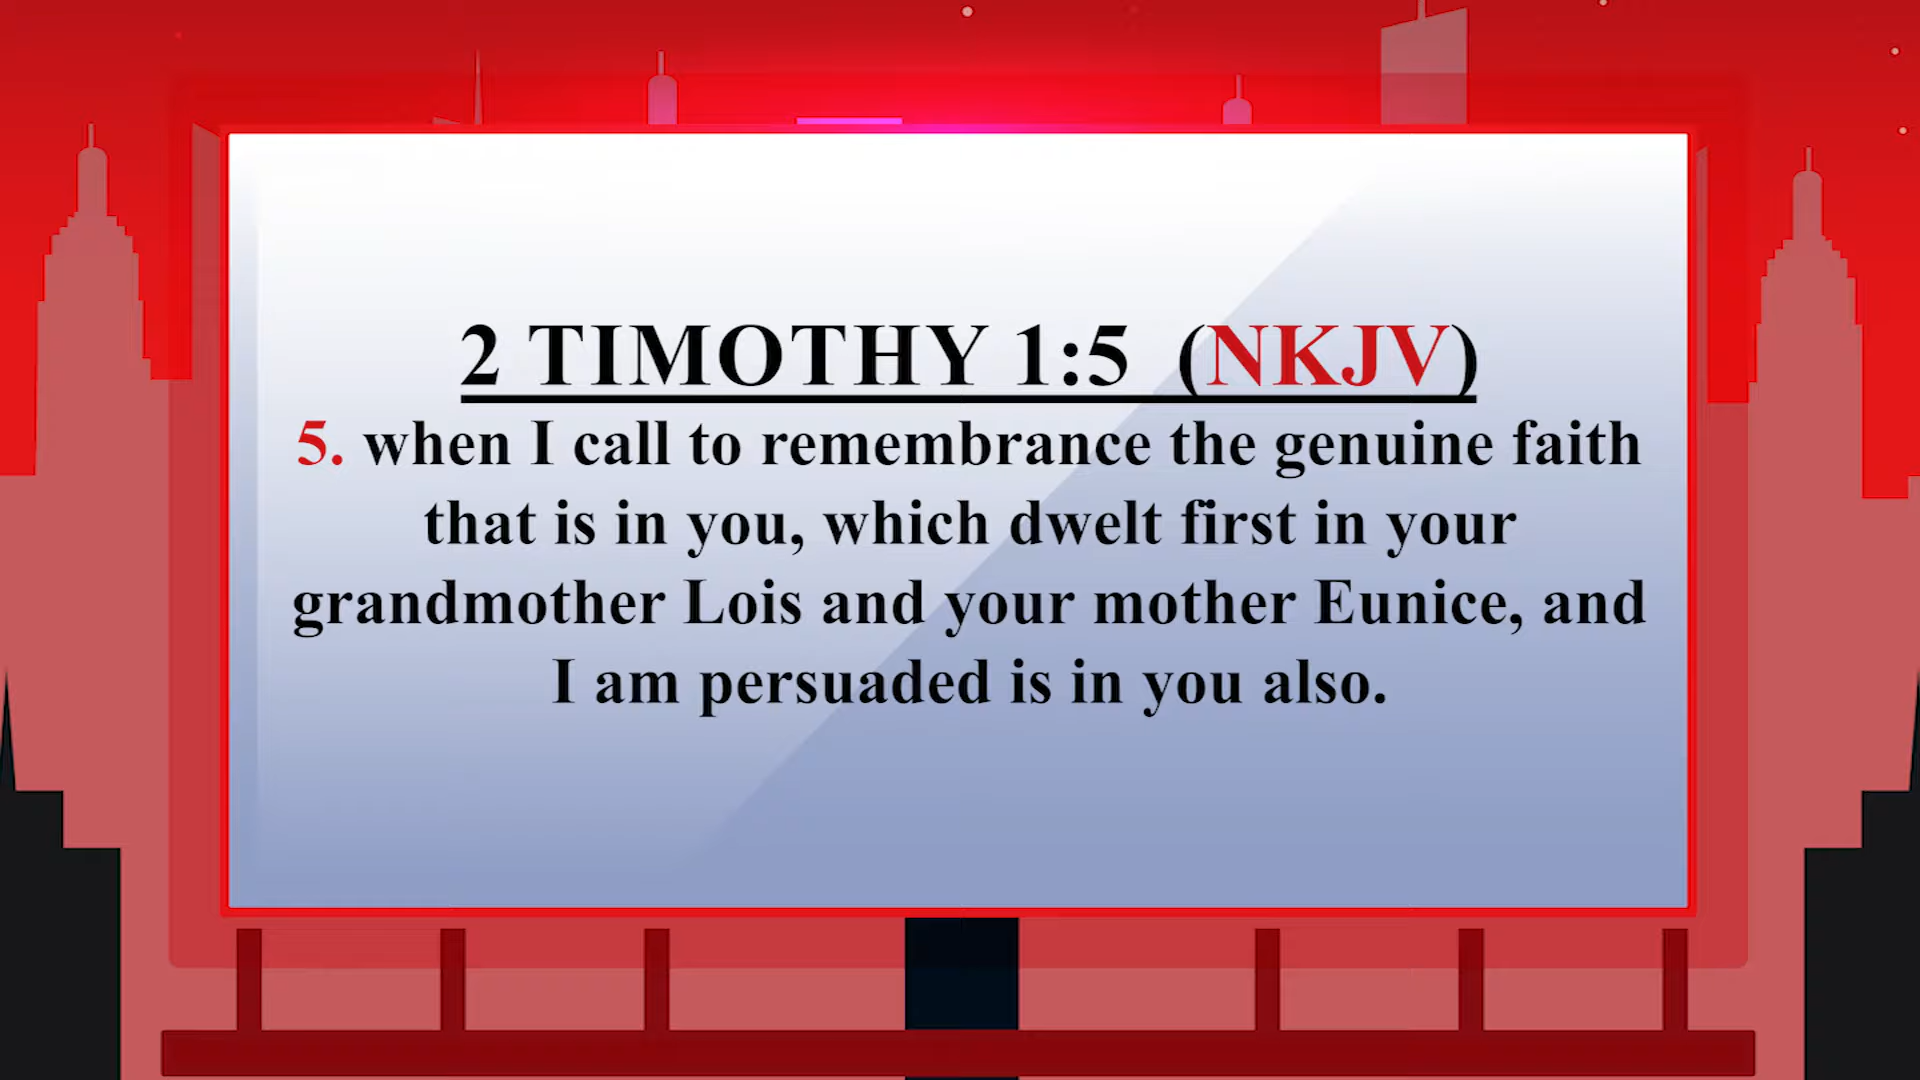 2 TIMOTHY 1:5 (NKJV)
5. when I call to remembrance the genuine faith
that is in you, which dwelt first in your
grandmother Lois and your mother Eunice, and
I am persuaded is in you also.